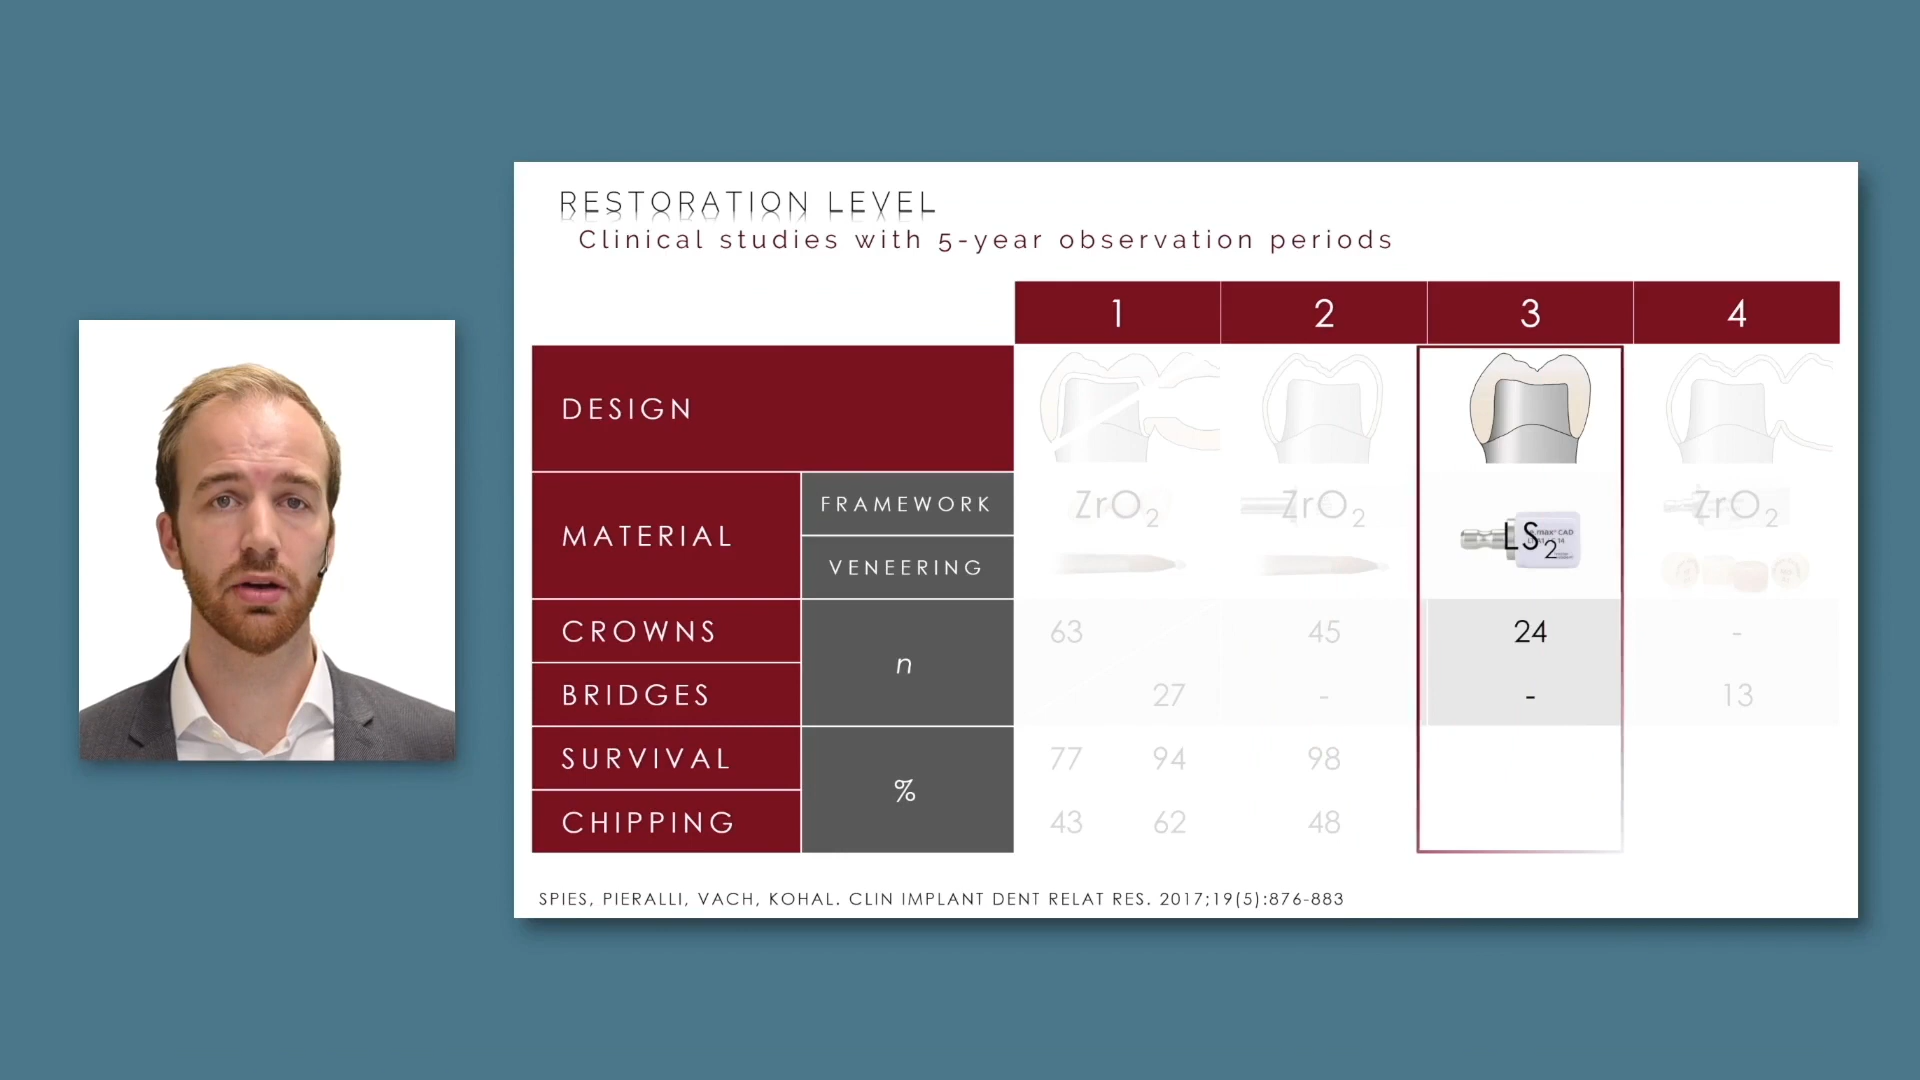 RESTORATION LEVEL
Clinical studies with 5-year observation periods
1 2 3 4
DESIGN
MATERIAL
FRAMEWORK
ZrO2 ZrO2 ZrO2
VENEERING
LS2
CAD
CROWNS
n
63 45 24 -
BRIDGES
27 - - 13
SURVIVAL
%
77 94 98
CHIPPING
43 62 48
SPIES, PIERALLI, VACH, KOHAL. CLIN IMPLANT DENT RELAT RES. 2017;19(5):876-883